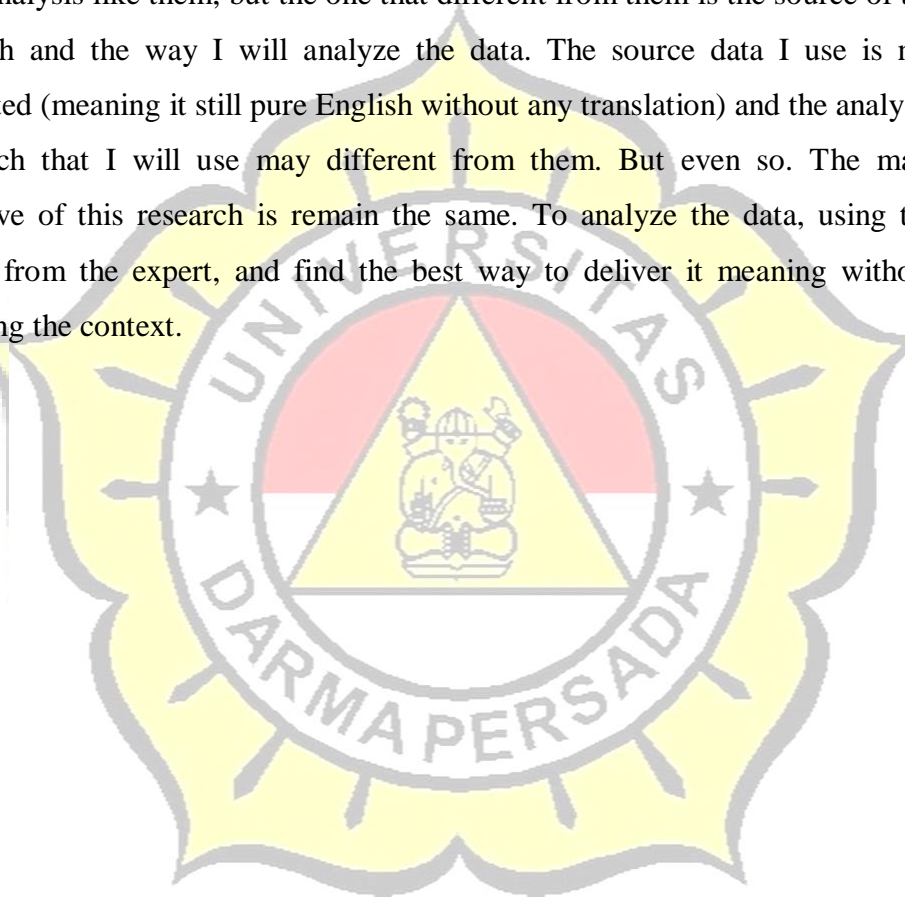 nalysis like them, but the one that different from them is the source of
h and the way I will analyze the data. The source data I use is
ted (meaning it still pure English without any translation) and the analy
ch that I will use may different from them. But even so. The ma
ve of this research is remain the same. To analyze the data, using t
from the expert, and find the best way to deliver it meaning witho
ng the context.
UNIVERSITAS
DARMA PERSADA